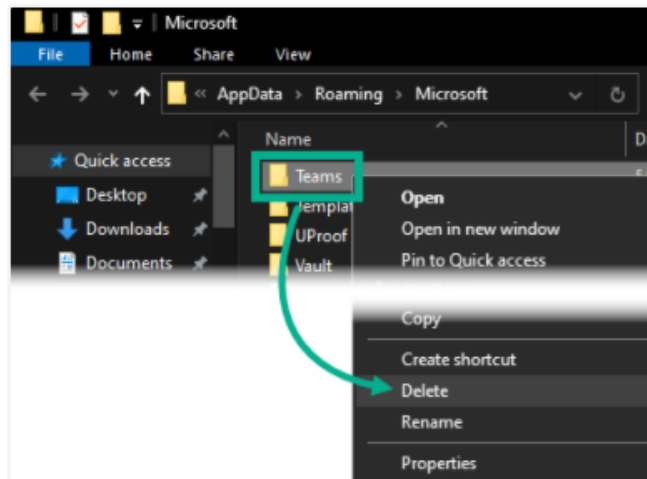 Microsoft
File Home Share View
« AppData > Roaming > Microsoft
Name
Quick access
Teams
Desktop
Templat
Downloads
UProof
Documents
Vault
Open
Open in new window
Pin to Quick access
Copy
Create shortcut
Delete
Rename
Properties